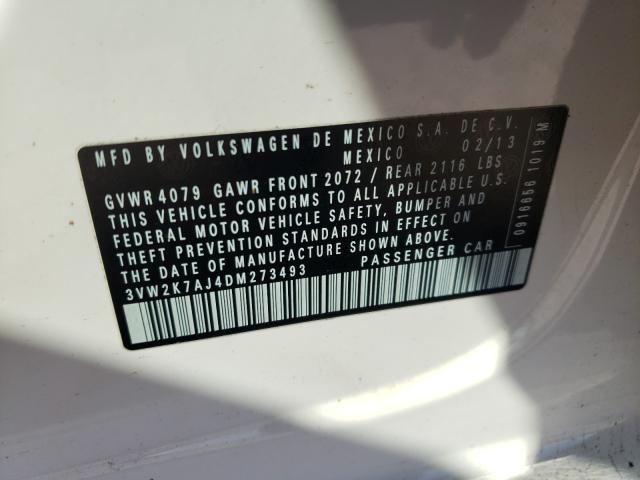 MFD BY VOLKSWAGEN DE MEXICO S.A. DE C.V.
MEXICO 02/13
GVWR 4079 GAWR FRONT 2072 / REAR 2116 LBS
THIS VEHICLE CONFORMS TO ALL APPLICABLE U.S.
FEDERAL MOTOR VEHICLE SAFETY, BUMPER AND
THEFT PREVENTION STANDARDS IN EFFECT ON
THE DATE OF MANUFACTURE SHOWN ABOVE.
3VW2K7AJ4DM273493 PASSENGER CAR
0916656 1019 M